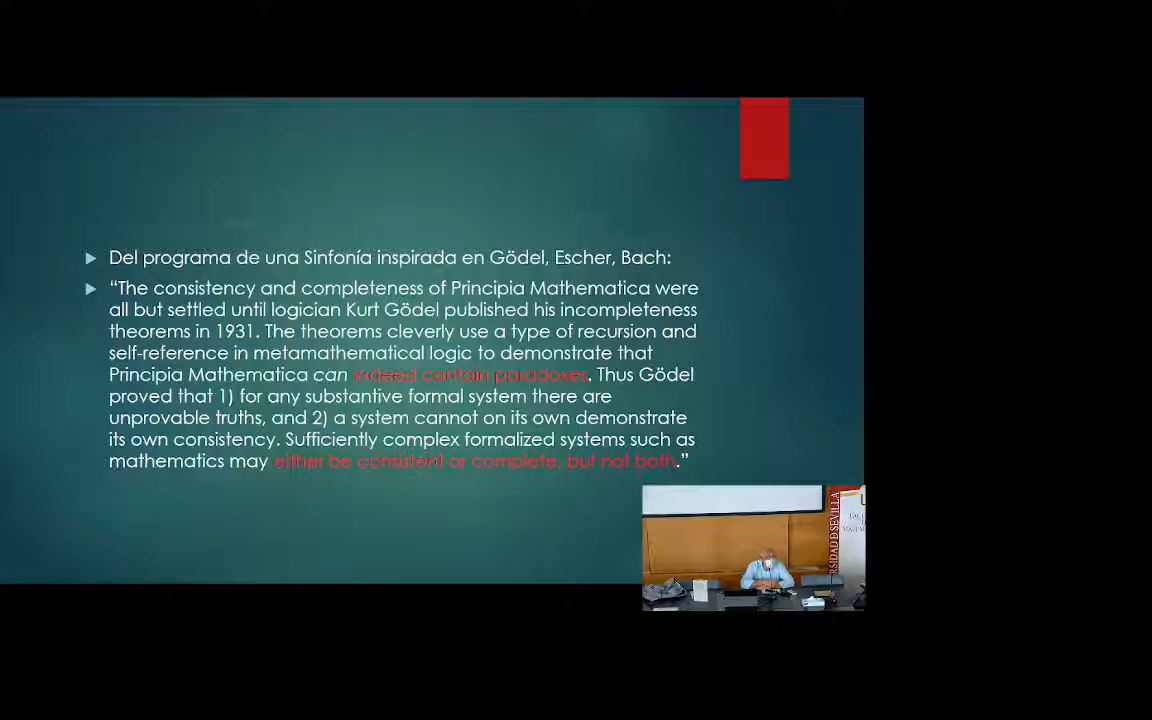 Del programa de una Sinfonía inspirada en Gödel, Escher, Bach:
“The consistency and completeness of Principia Mathematica were
all but settled until logician Kurt Gödel published his incompleteness
theorems in 1931. The theorems cleverly use a type of recursion and
self-reference in metamathematical logic to demonstrate that
Principia Mathematica can indeed contain paradoxes. Thus Gödel
proved that 1) for any substantive formal system there are
unprovable truths, and 2) a system cannot on its own demonstrate
its own consistency. Sufficiently complex formalized systems such as
mathematics may either be consistent or complete, but not both.”
SEVILLA